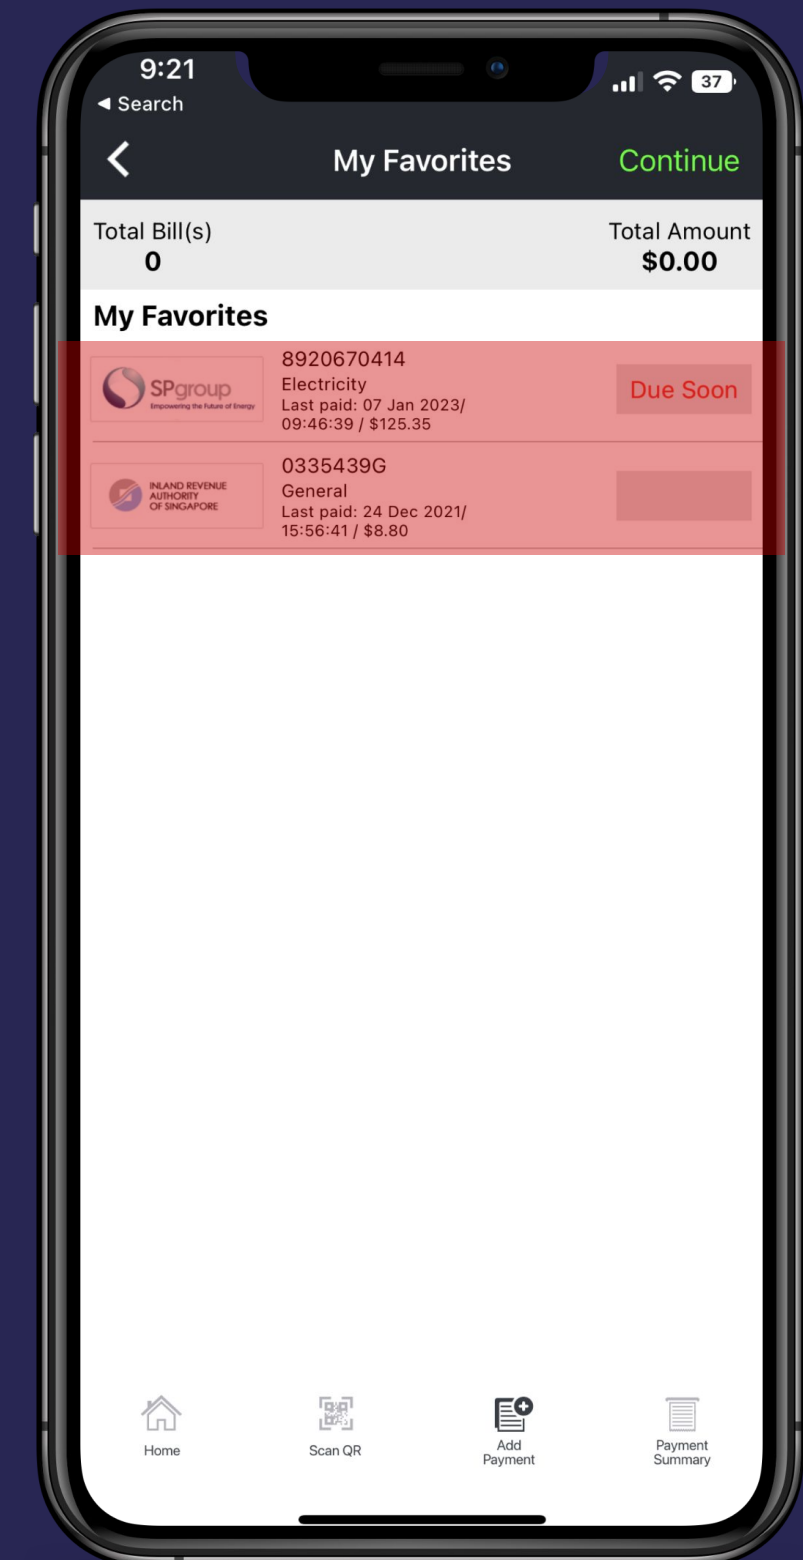 9:21
37
◀ Search
My Favorites
Continue
Total Bill(s)
Total Amount
0
$0.00
My Favorites
SPgroup
Empowering the Future of Energy
8920670414
Electricity
Last paid: 07 Jan 2023/
09:46:39 / $125.35
Due Soon
INLAND REVENUE
AUTHORITY
OF SINGAPORE
0335439G
General
Last paid: 24 Dec 2021/
15:56:41 / $8.80
Home
Scan QR
Add
Payment
Payment
Summary